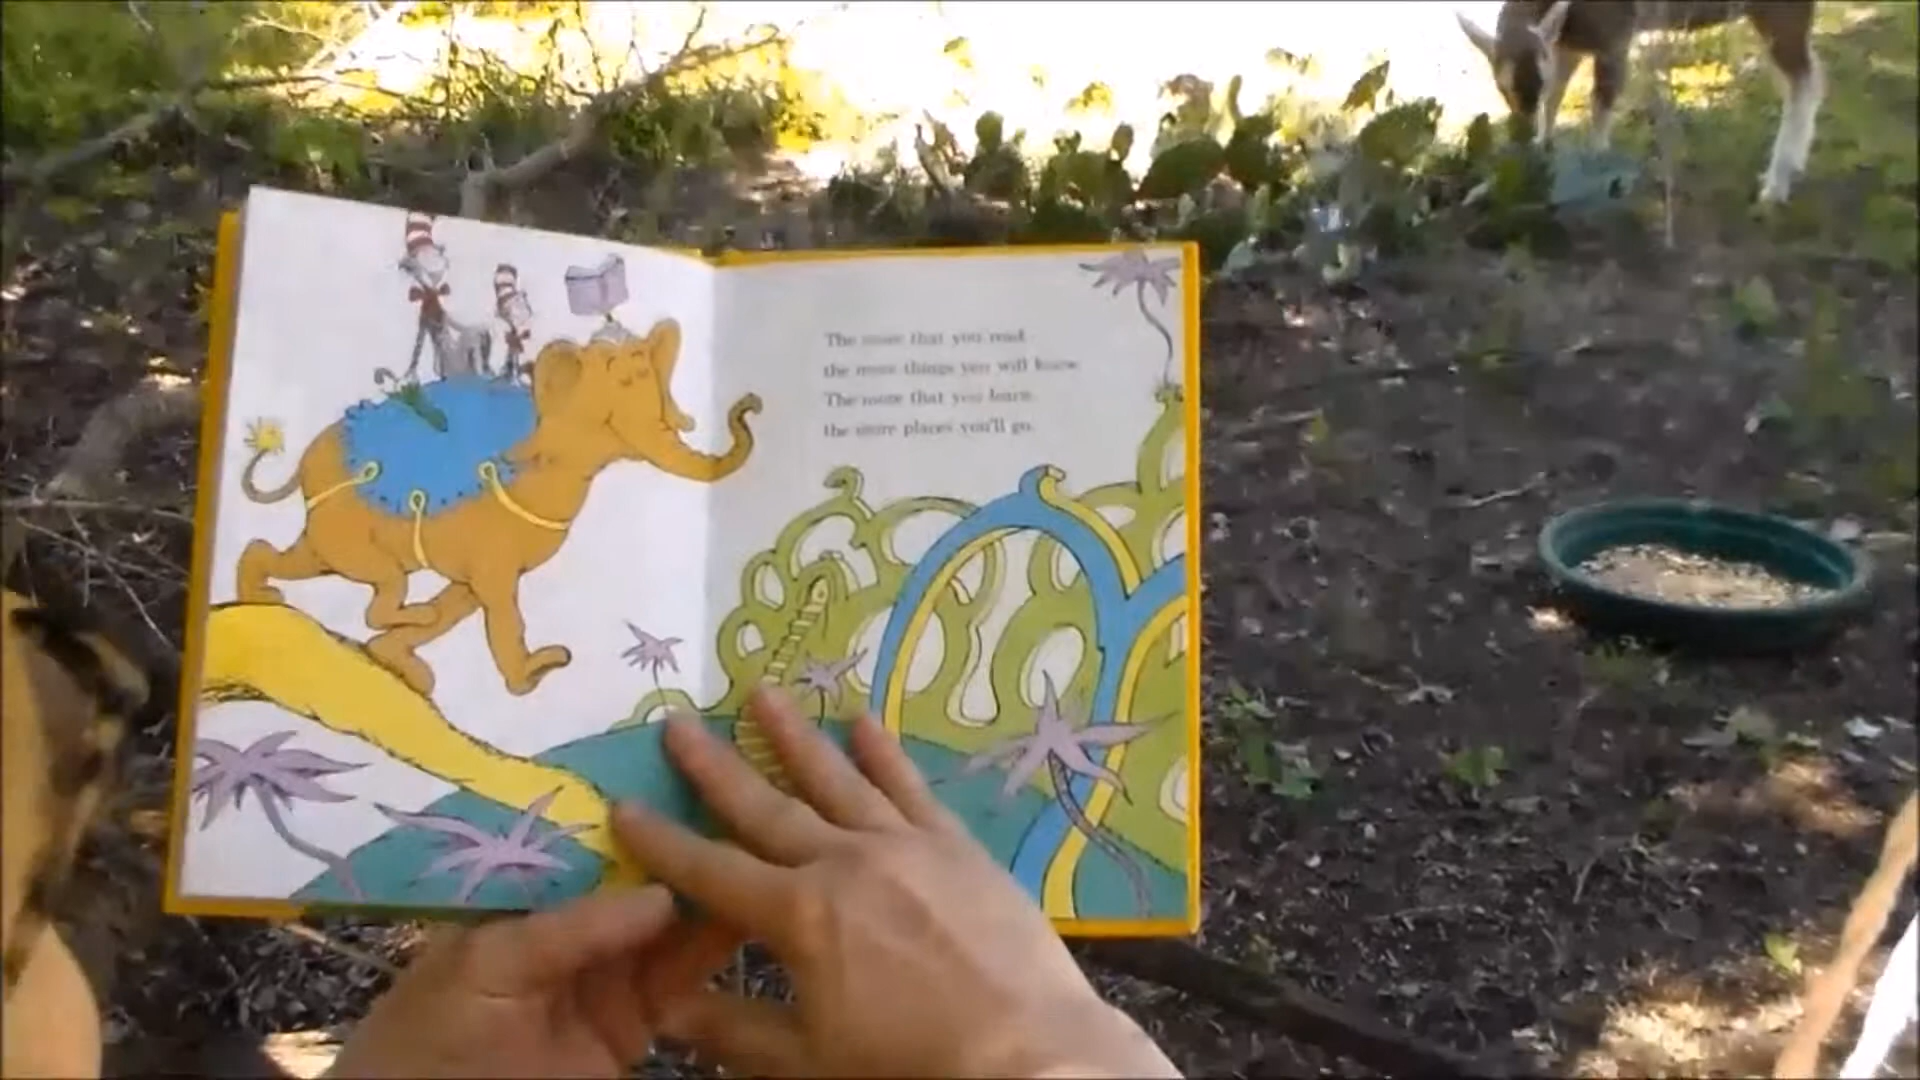 The more that you read,
the more things you will know.
The more that you learn,
the more places you'll go.